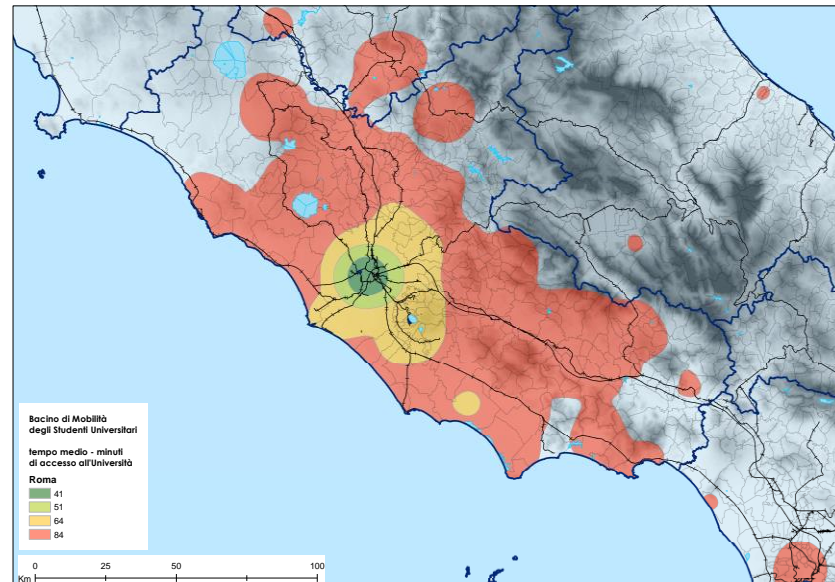 Bacino di Mobilità
degli Studenti Universitari
tempo medio - minuti
di accesso all'Università
Roma
41
51
64
84
0 25 50 100
Km